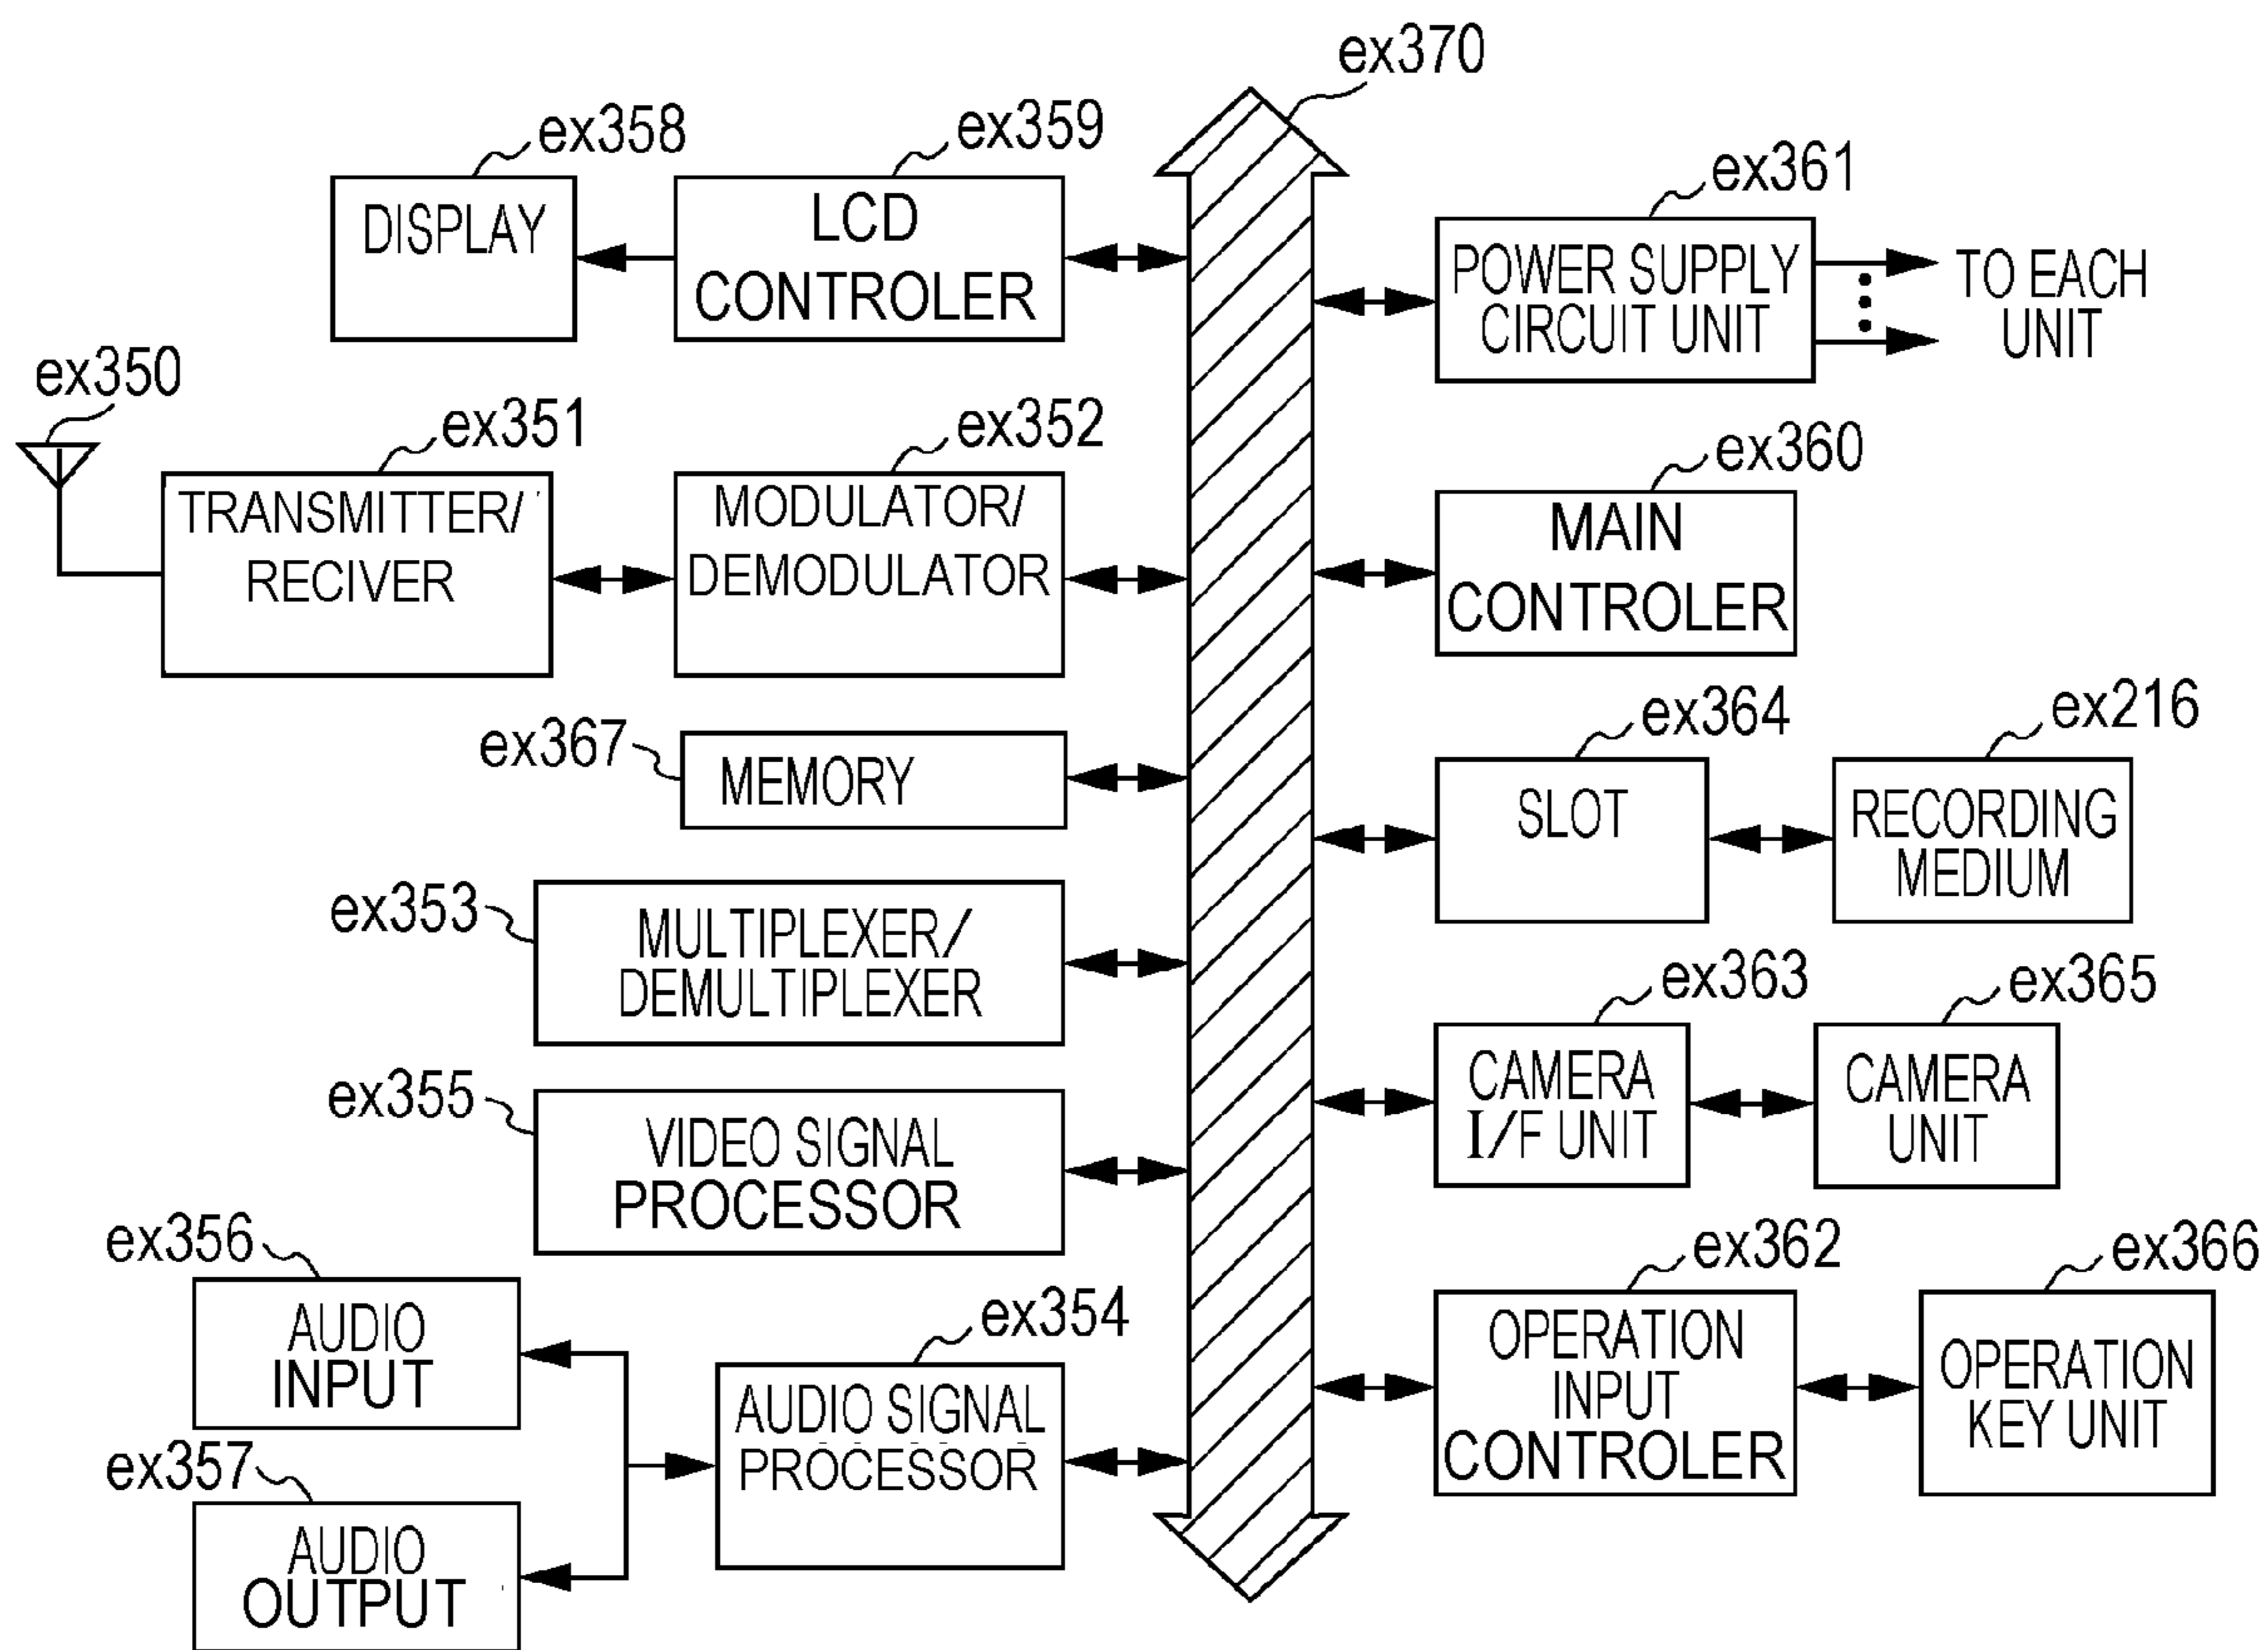 ex370
ex358
ex359
ex361
DISPLAY
LCD
CONTROLER
POWER SUPPLY
CIRCUIT UNIT
TO EACH
UNIT
ex350
ex351
ex352
ex360
TRANSMITTER/
RECIVER
MODULATOR/
DEMODULATOR
MAIN
CONTROLER
ex367
MEMORY
ex364
ex216
SLOT
RECORDING
MEDIUM
ex353
MULTIPLEXER/
DEMULTIPLEXER
ex363
ex365
CAMERA
I/F UNIT
CAMERA
UNIT
ex355
VIDEO SIGNAL
PROCESSOR
ex356
AUDIO
INPUT
ex354
AUDIO SIGNAL
PROCESSOR
ex362
ex366
OPERATION
INPUT
CONTROLER
OPERATION
KEY UNIT
ex357
AUDIO
OUTPUT